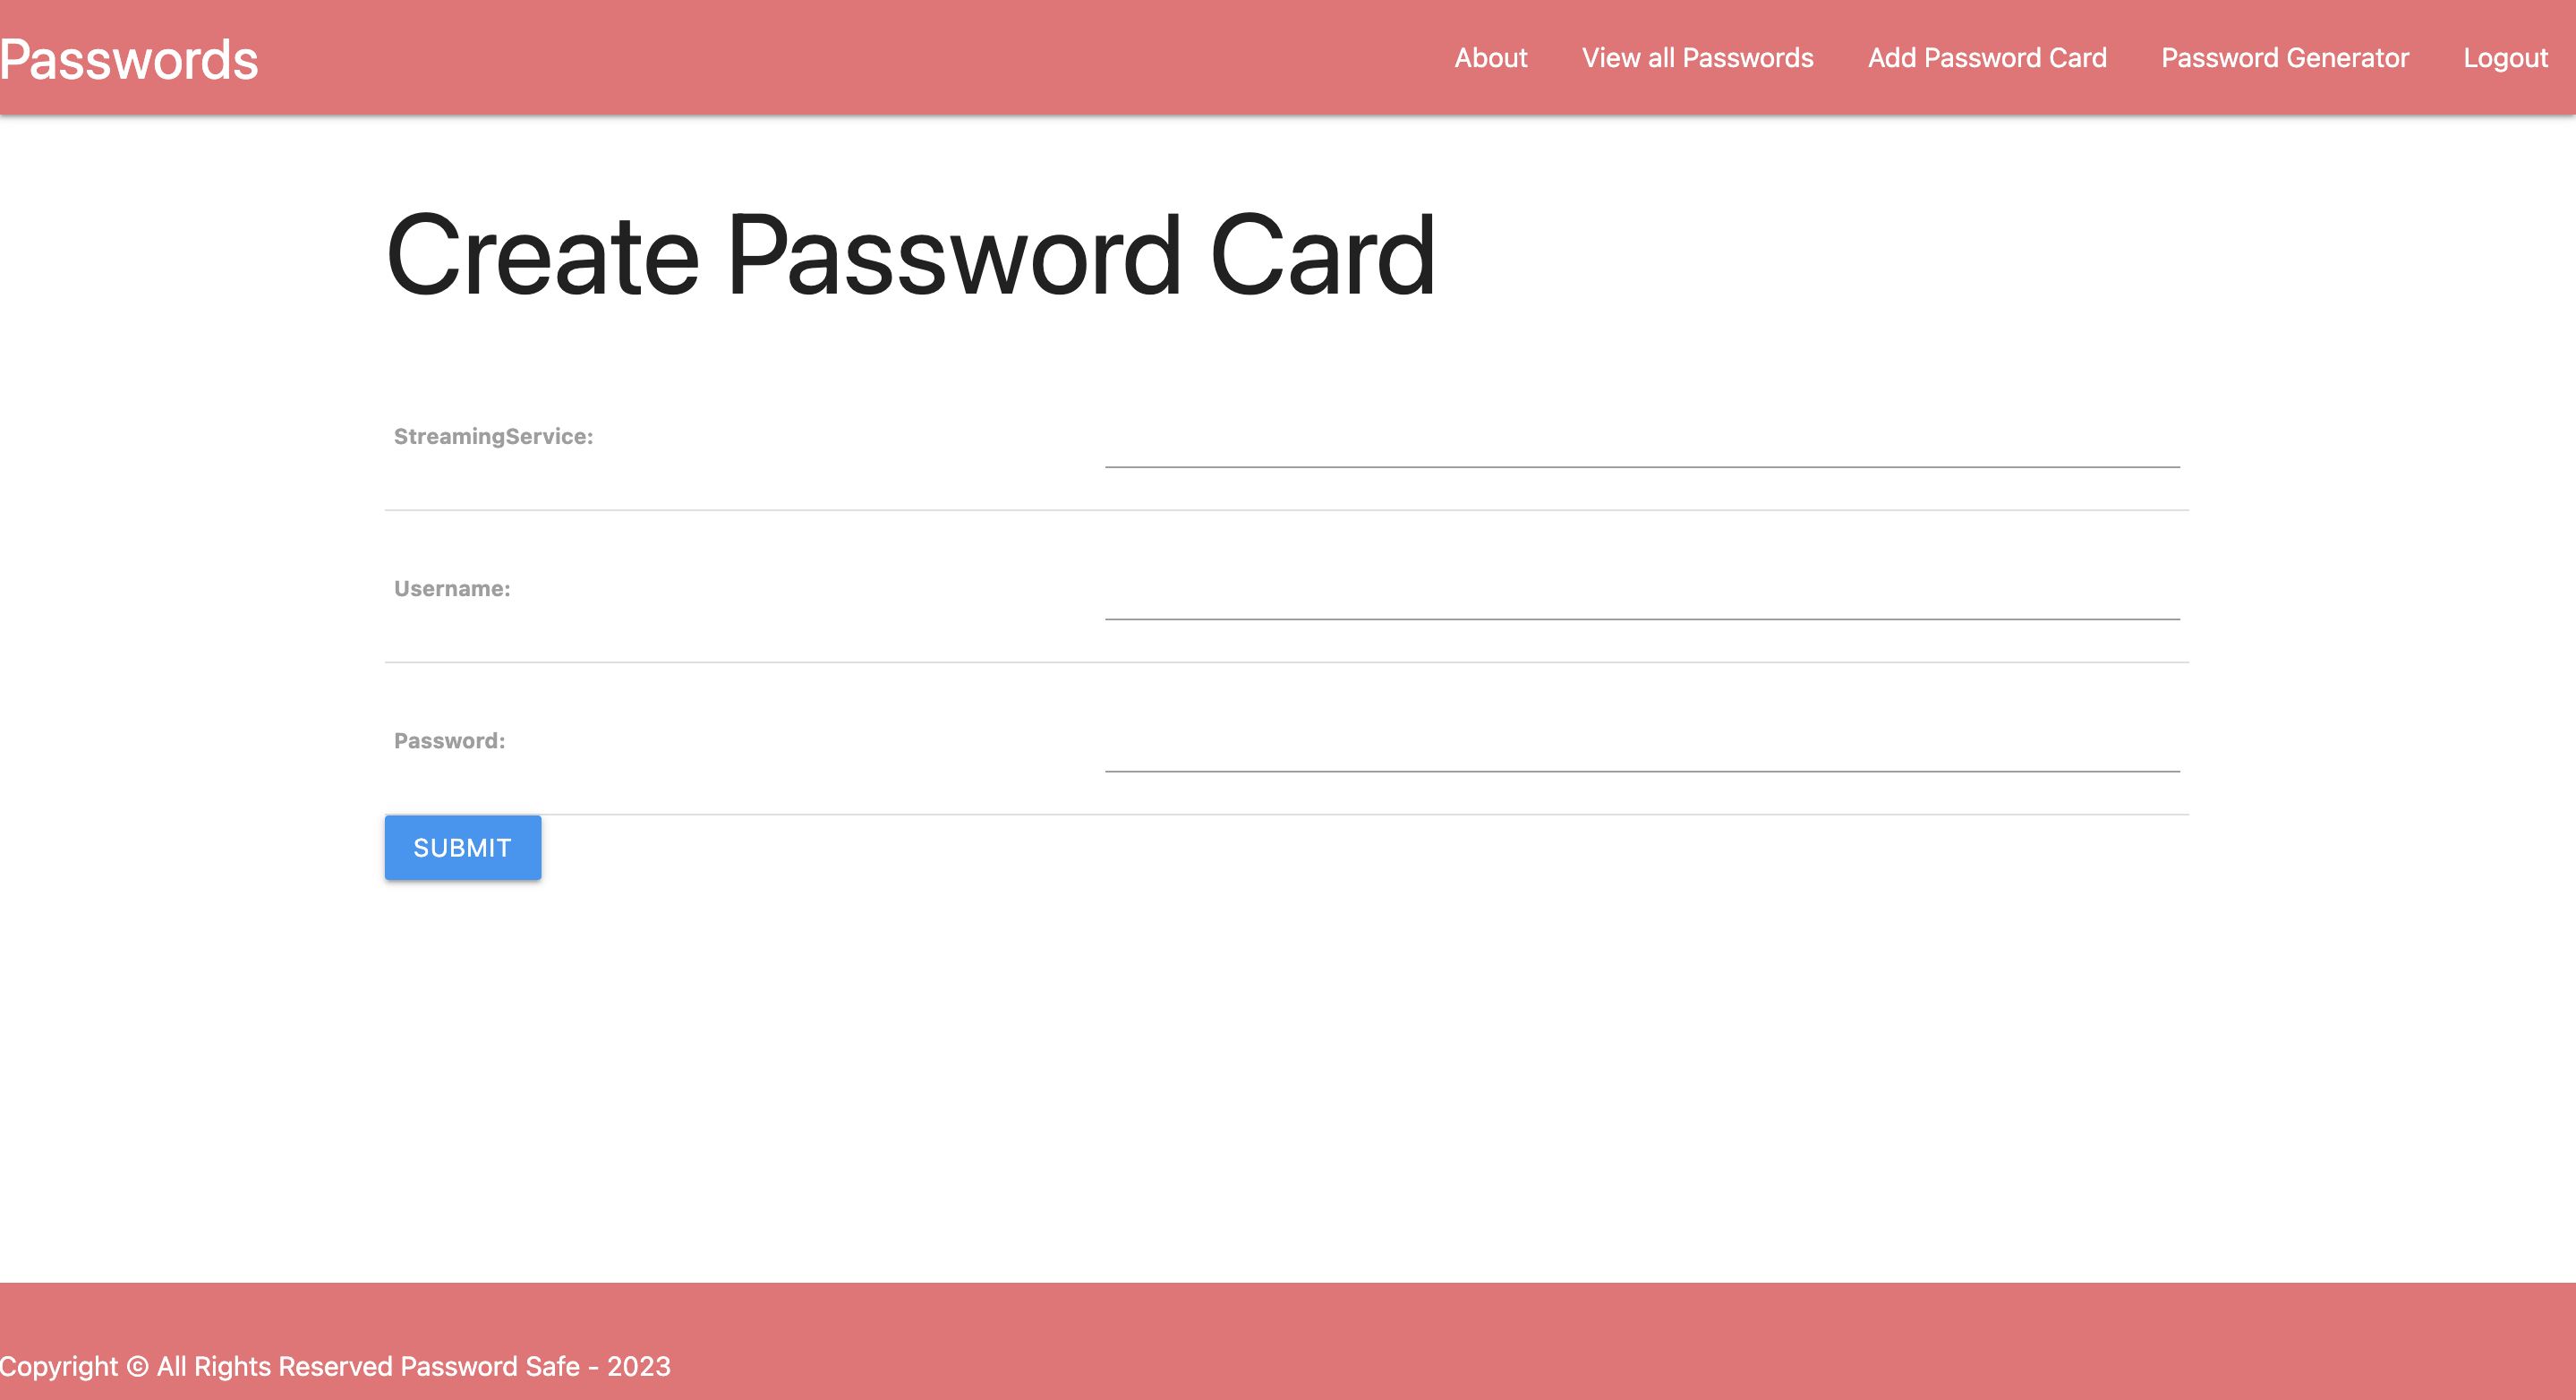 Passwords
About View all Passwords Add Password Card Password Generator Logout
Create Password Card
StreamingService:
Username:
Password:
SUBMIT
Copyright © All Rights Reserved Password Safe - 2023